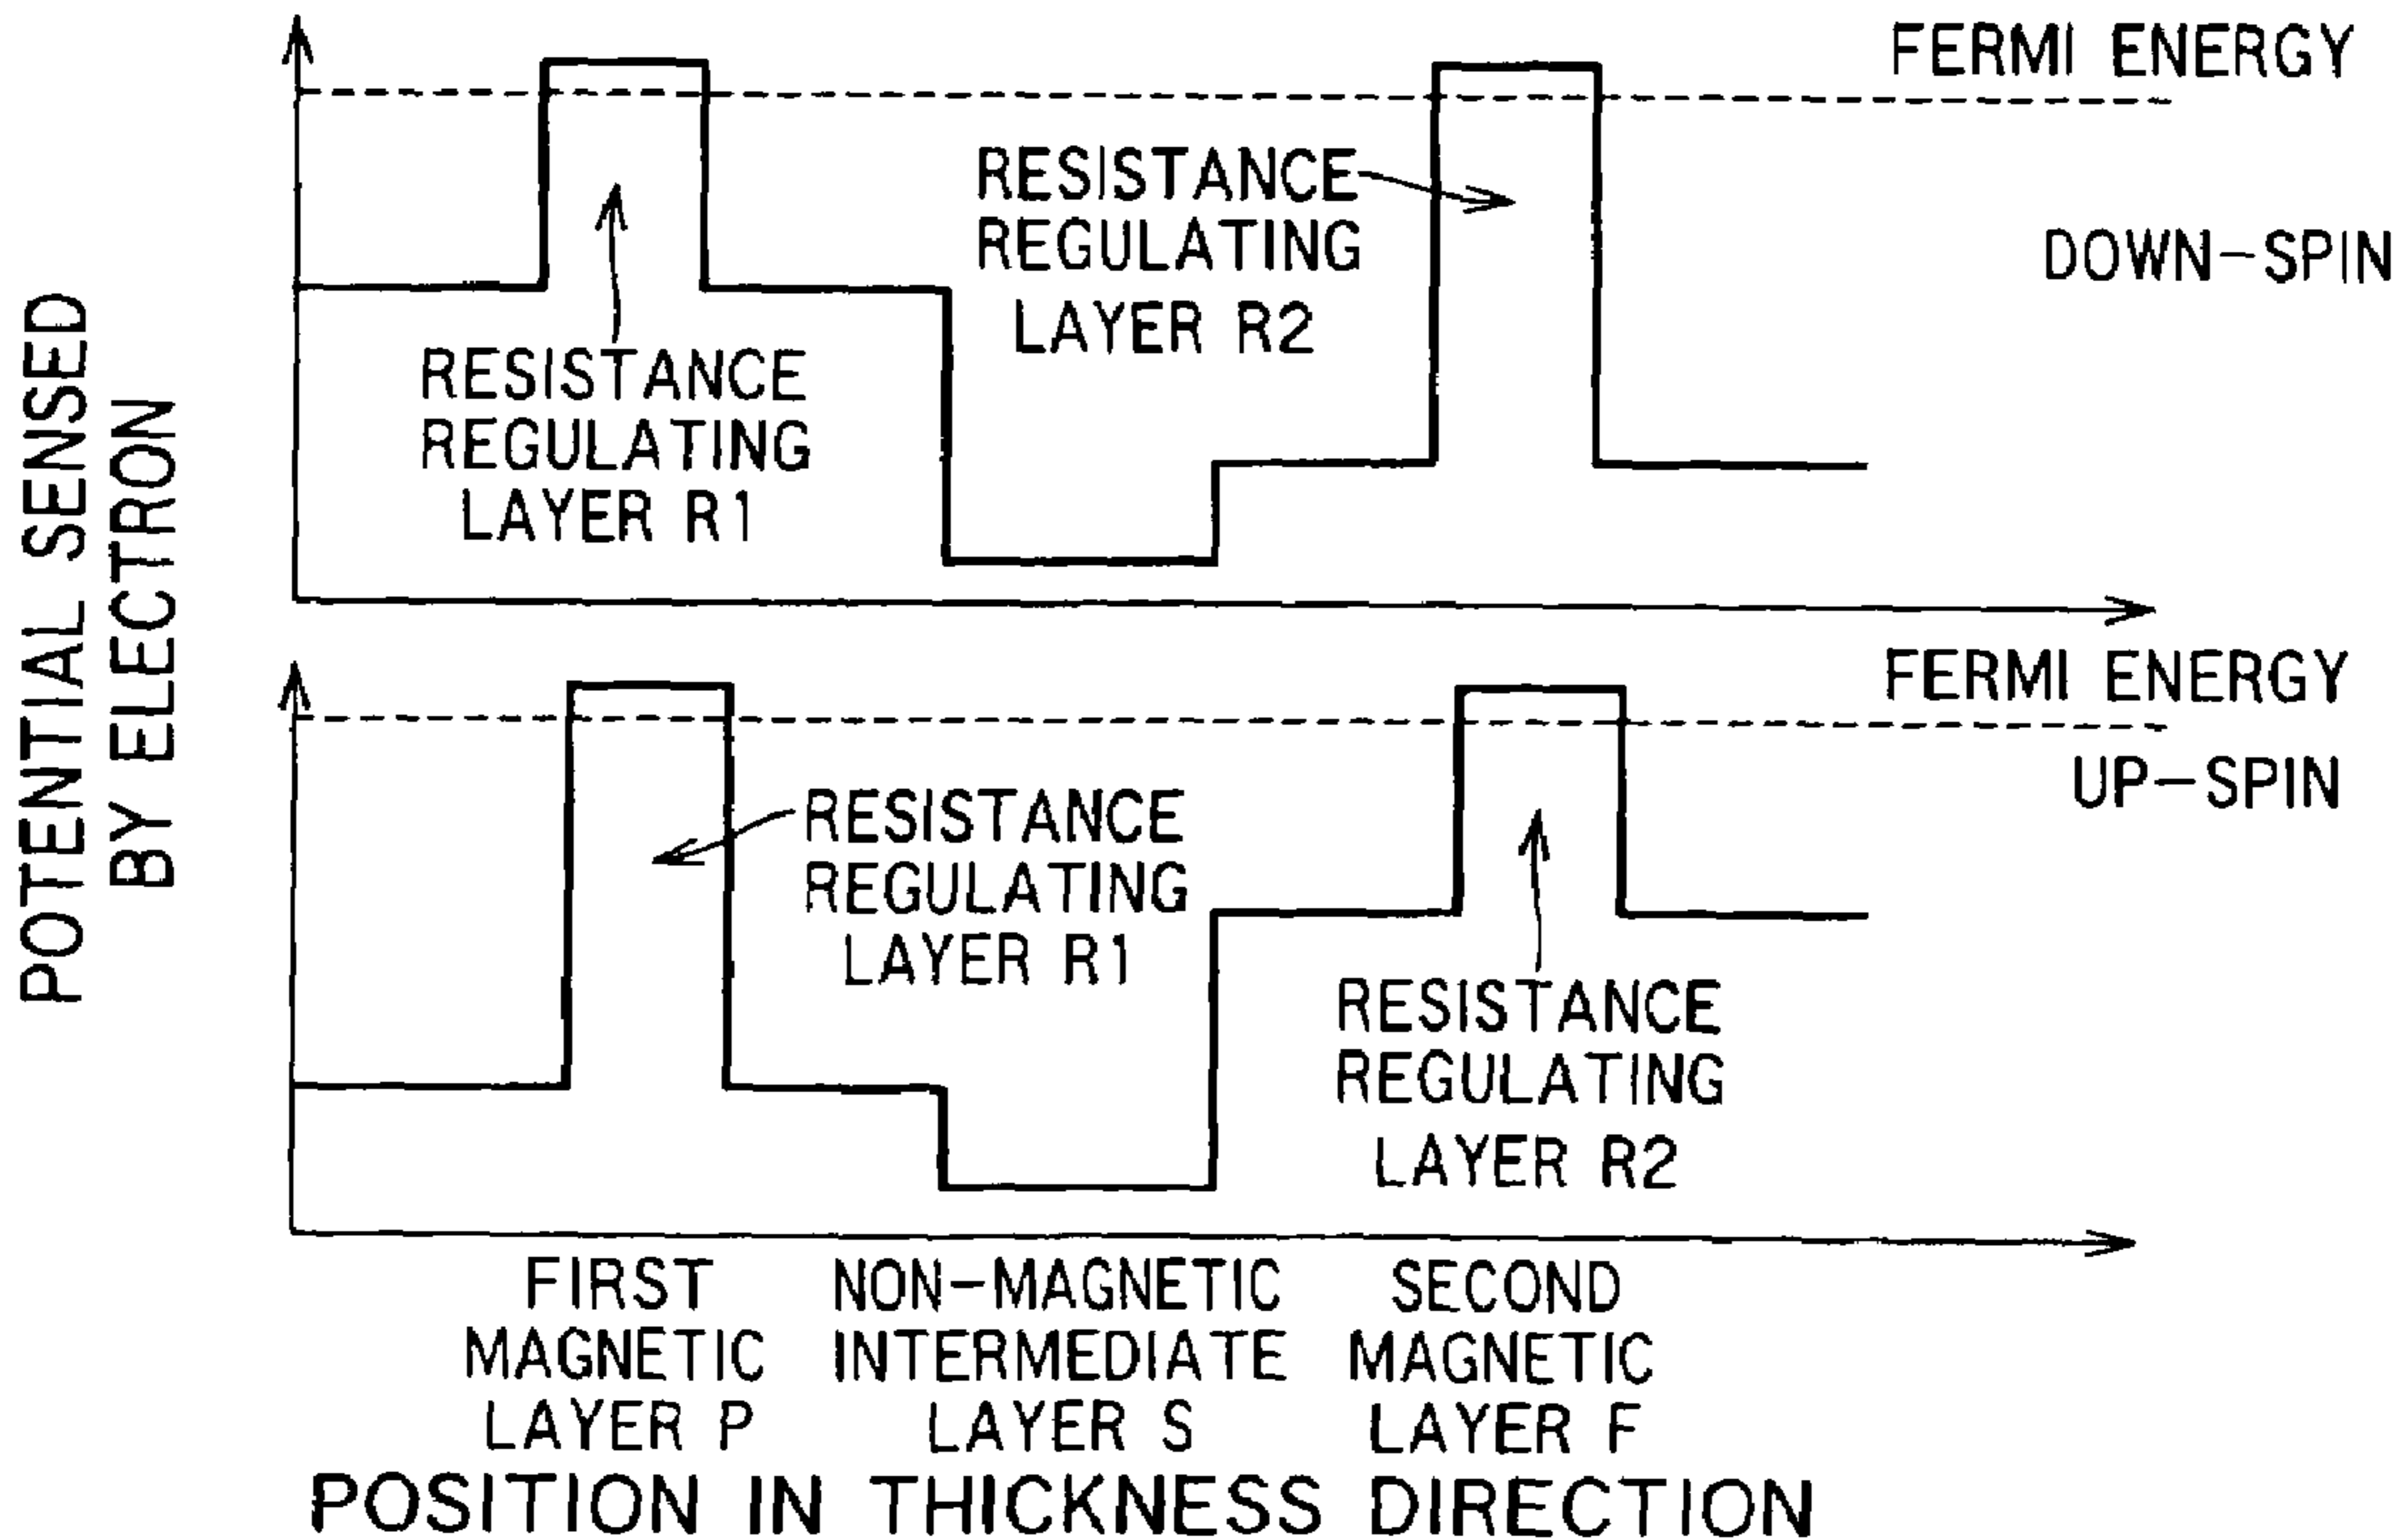 POTENTIAL SENSED
BY ELECTRON
FERMI ENERGY
RESISTANCE
REGULATING
LAYER R2
DOWN-SPIN
RESISTANCE
REGULATING
LAYER R1
FERMI ENERGY
UP-SPIN
RESISTANCE
REGULATING
LAYER R1
RESISTANCE
REGULATING
LAYER R2
FIRST
MAGNETIC
LAYER P
NON-MAGNETIC
INTERMEDIATE
LAYER S
SECOND
MAGNETIC
LAYER F
POSITION IN THICKNESS DIRECTION